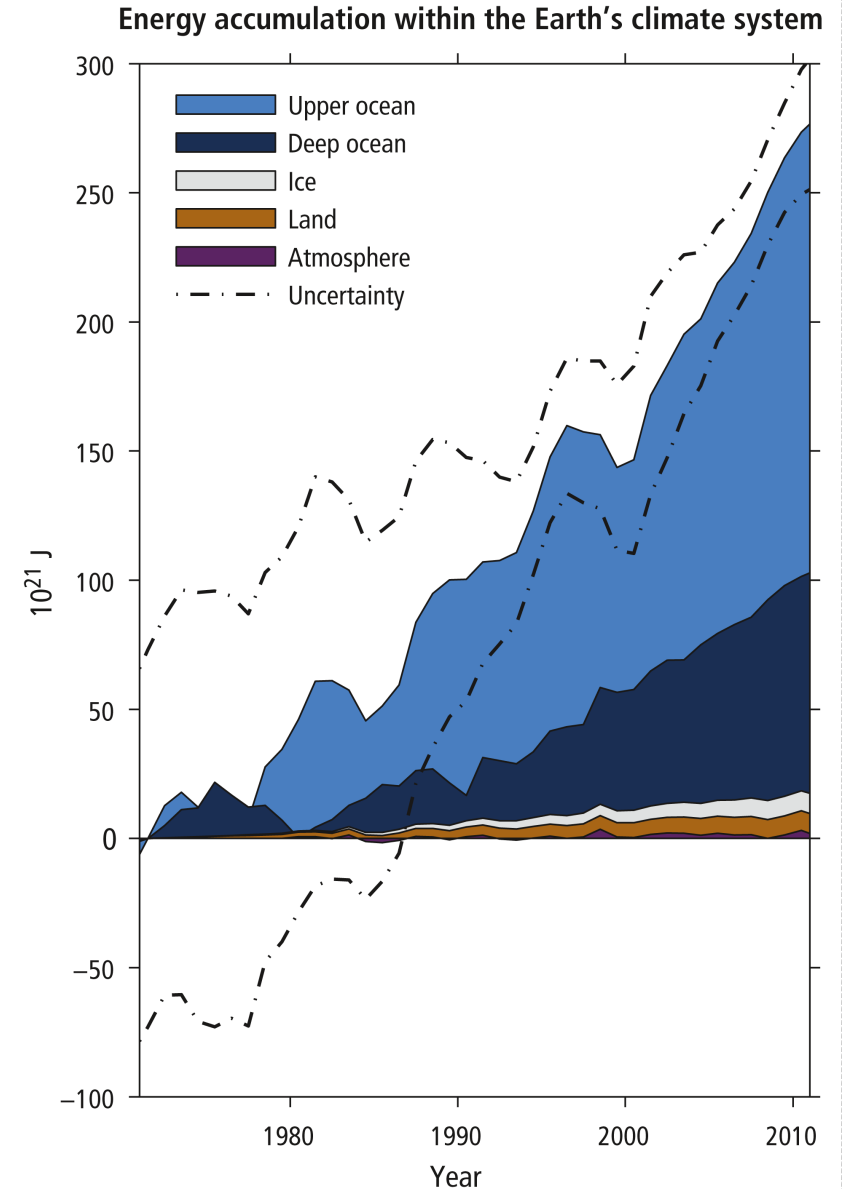 Energy accumulation within the Earth’s climate system
300
250
200
150
100
50
0
–50
–100
10²¹ J
Upper ocean
Deep ocean
Ice
Land
Atmosphere
Uncertainty
1980 1990 2000 2010
Year